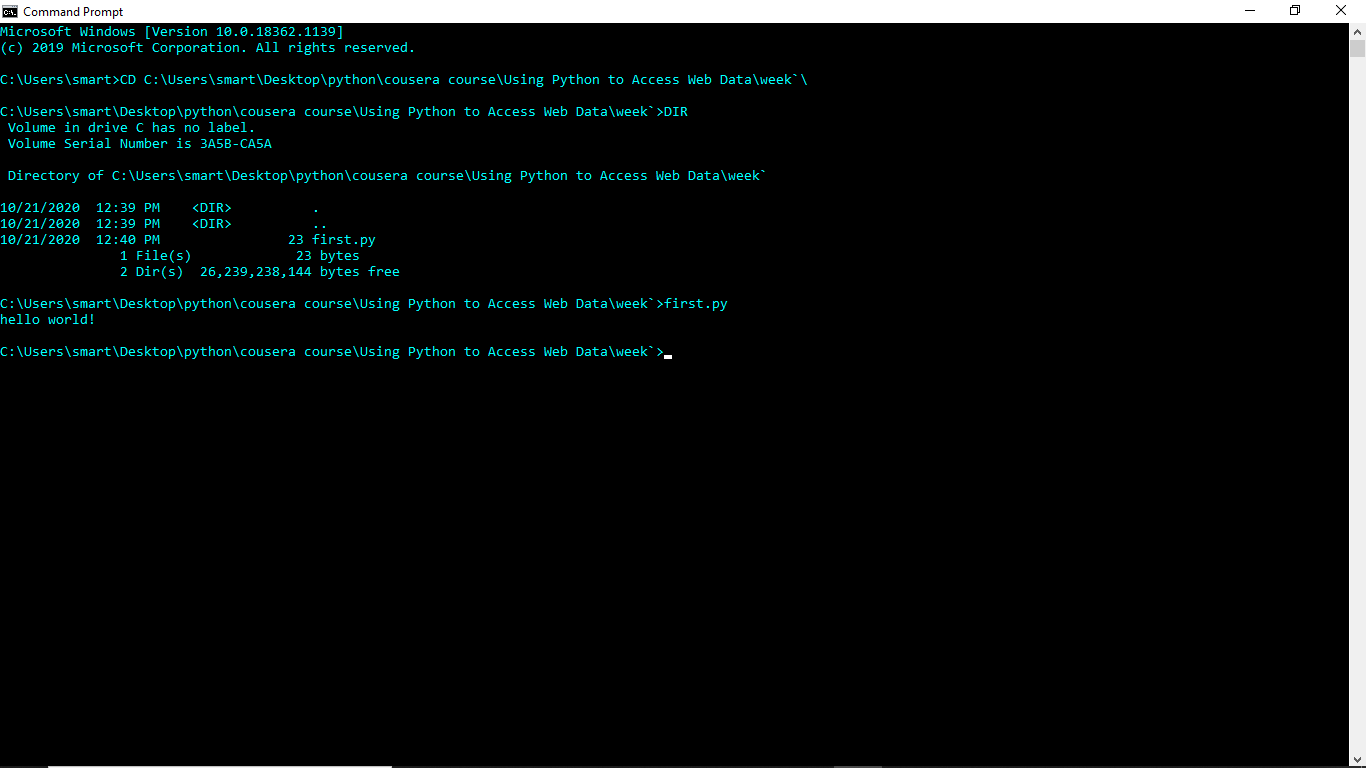 Command Prompt
Microsoft Windows [Version 10.0.18362.1139]
(c) 2019 Microsoft Corporation. All rights reserved.
C:\Users\smart>CD C:\Users\smart\Desktop\python\cousera course\Using Python to Access Web Data\week`\
C:\Users\smart\Desktop\python\cousera course\Using Python to Access Web Data\week`>DIR
 Volume in drive C has no label.
 Volume Serial Number is 3A5B-CA5A
 Directory of C:\Users\smart\Desktop\python\cousera course\Using Python to Access Web Data\week`
10/21/2020  12:39 PM    <DIR>          .
10/21/2020  12:39 PM    <DIR>          ..
10/21/2020  12:40 PM                23 first.py
               1 File(s)             23 bytes
               2 Dir(s)  26,239,238,144 bytes free
C:\Users\smart\Desktop\python\cousera course\Using Python to Access Web Data\week`>first.py
hello world!
C:\Users\smart\Desktop\python\cousera course\Using Python to Access Web Data\week`>